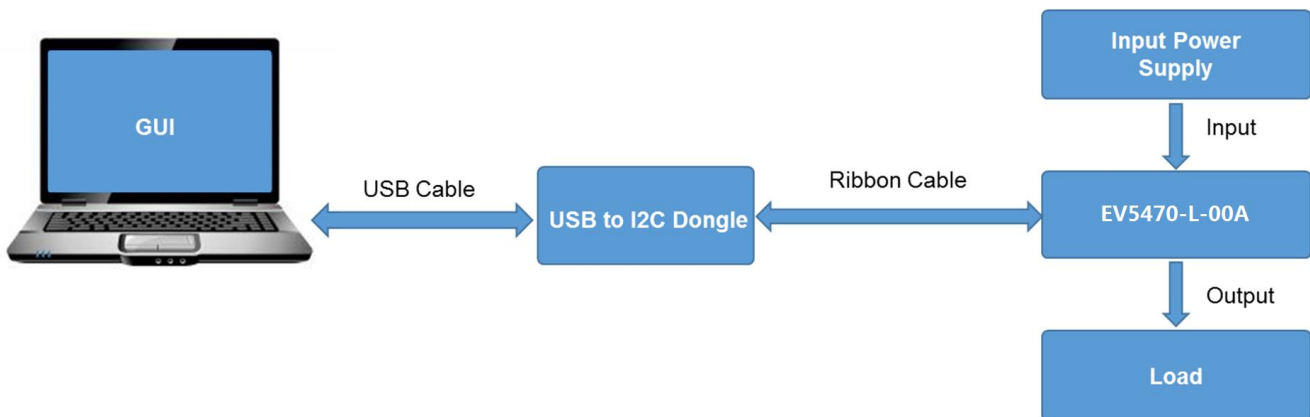 GUI
USB Cable
USB to I2C Dongle
Ribbon Cable
Input Power
Supply
Input
EV5470-L-00A
Output
Load